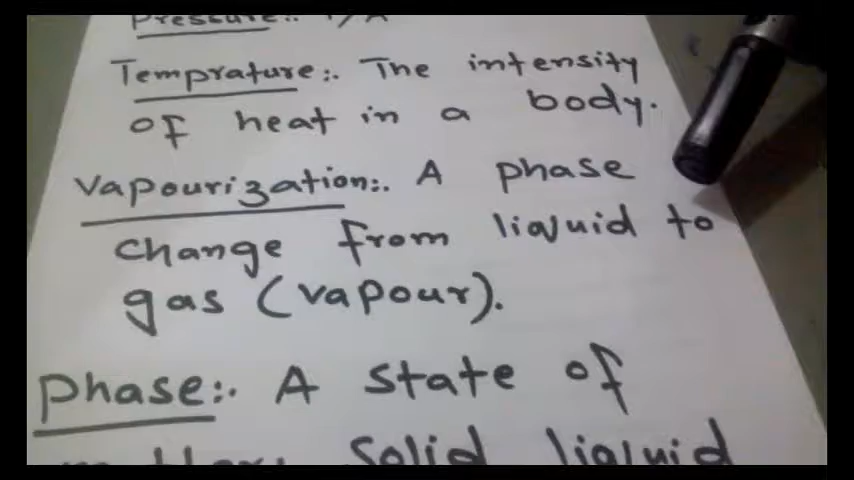 Pressure:.
Temprature:. The intensity
of heat in a body.
Vapourization:. A phase
change from liquid to
gas (vapour).
Phase:. A state of
solid liquid